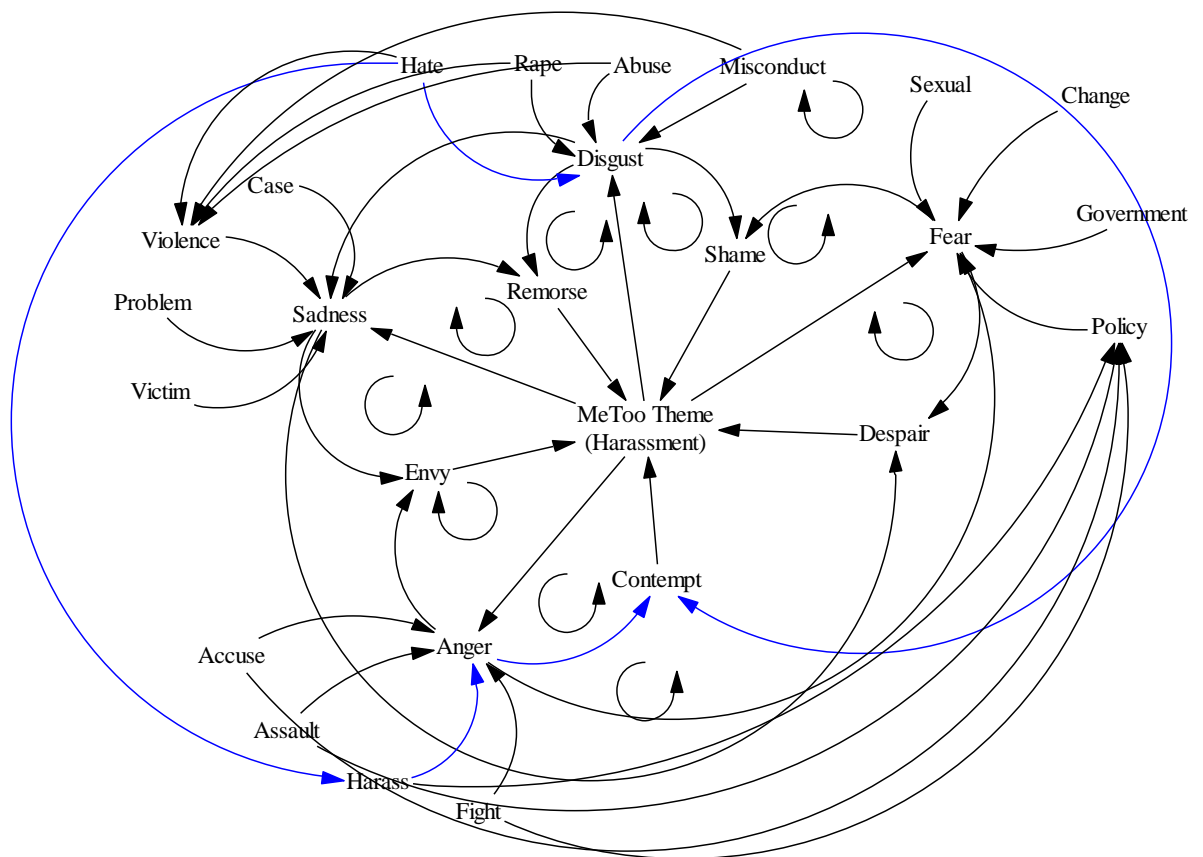 Hate
Rape
Abuse
Misconduct
Sexual
Change
Disgust
Case
Violence
Shame
Fear
Government
Problem
Sadness
Remorse
Policy
Victim
MeToo Theme
(Harassment)
Despair
Envy
Contempt
Anger
Accuse
Assault
Harass
Fight